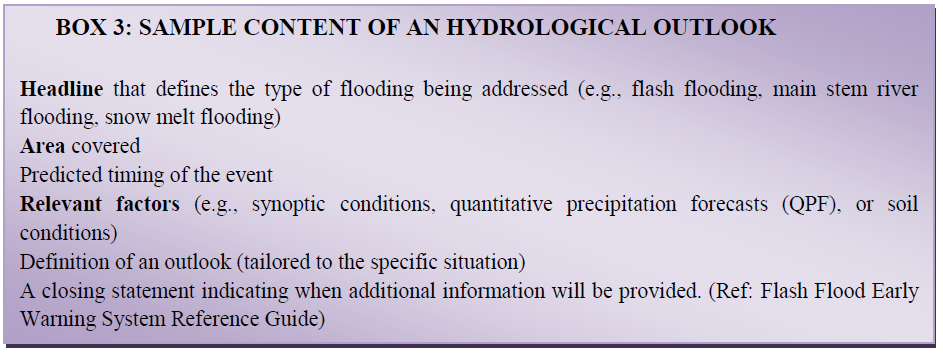 BOX 3: SAMPLE CONTENT OF AN HYDROLOGICAL OUTLOOK
Headline that defines the type of flooding being addressed (e.g., flash flooding, main stem river
flooding, snow melt flooding)
Area covered
Predicted timing of the event
Relevant factors (e.g., synoptic conditions, quantitative precipitation forecasts (QPF), or soil
conditions)
Definition of an outlook (tailored to the specific situation)
A closing statement indicating when additional information will be provided. (Ref: Flash Flood Early
Warning System Reference Guide)